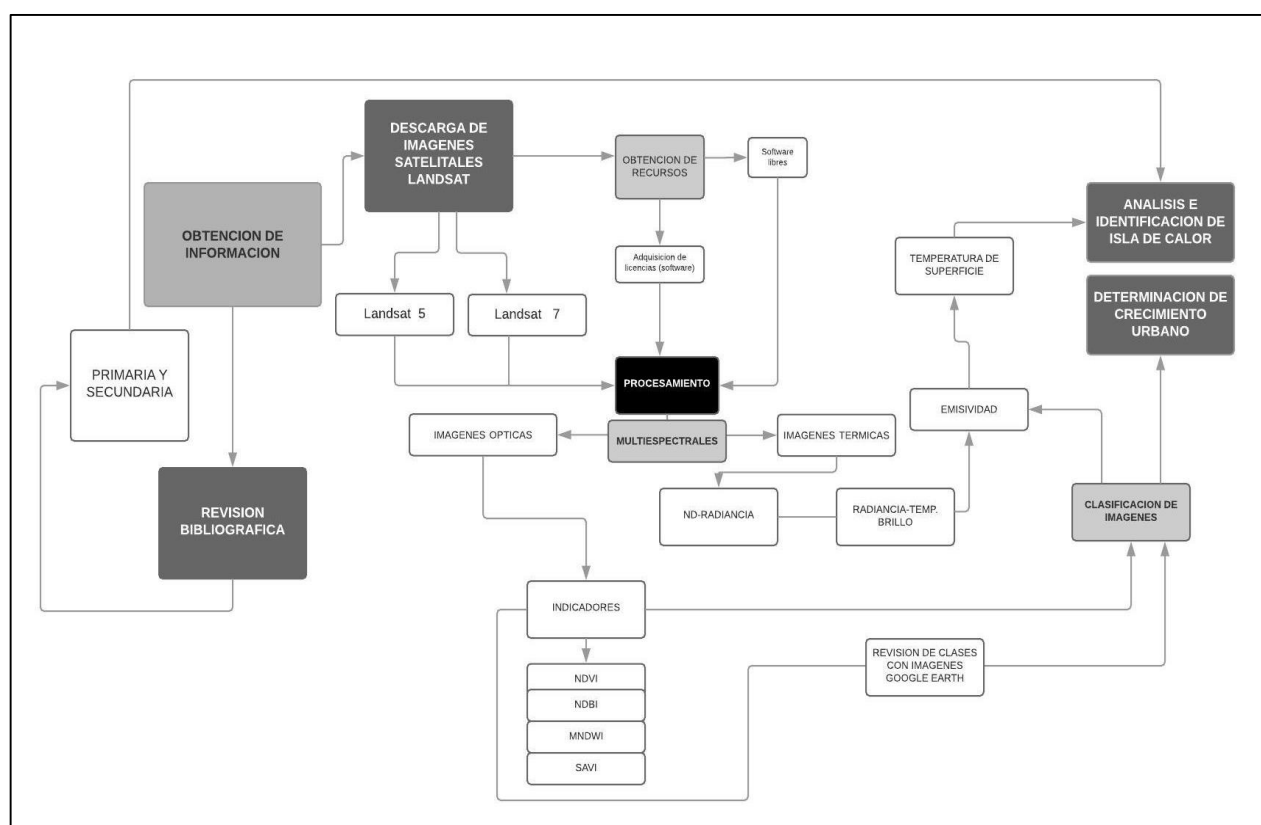 DESCARGA DE
IMAGENES
SATELITALES
LANDSAT
OBTENCION DE
RECURSOS
Software
libres
OBTENCION DE
INFORMACION
ANALISIS E
IDENTIFICACION DE
ISLA DE CALOR
TEMPERATURA DE
SUPERFICIE
Adquisicion de
licencias (software)
Landsat 5
Landsat 7
DETERMINACION DE
CRECIMIENTO
URBANO
PRIMARIA Y
SECUNDARIA
PROCESAMIENTO
EMISIVIDAD
IMAGENES OPTICAS
MULTIESPECTRALES
IMAGENES TERMICAS
REVISION
BIBLIOGRAFICA
ND-RADIANCIA
RADIANCIA-TEMP.
BRILLO
CLASIFICACION DE
IMAGENES
INDICADORES
REVISION DE CLASES
CON IMAGENES
GOOGLE EARTH
NDVI
NDBI
MNDWI
SAVI